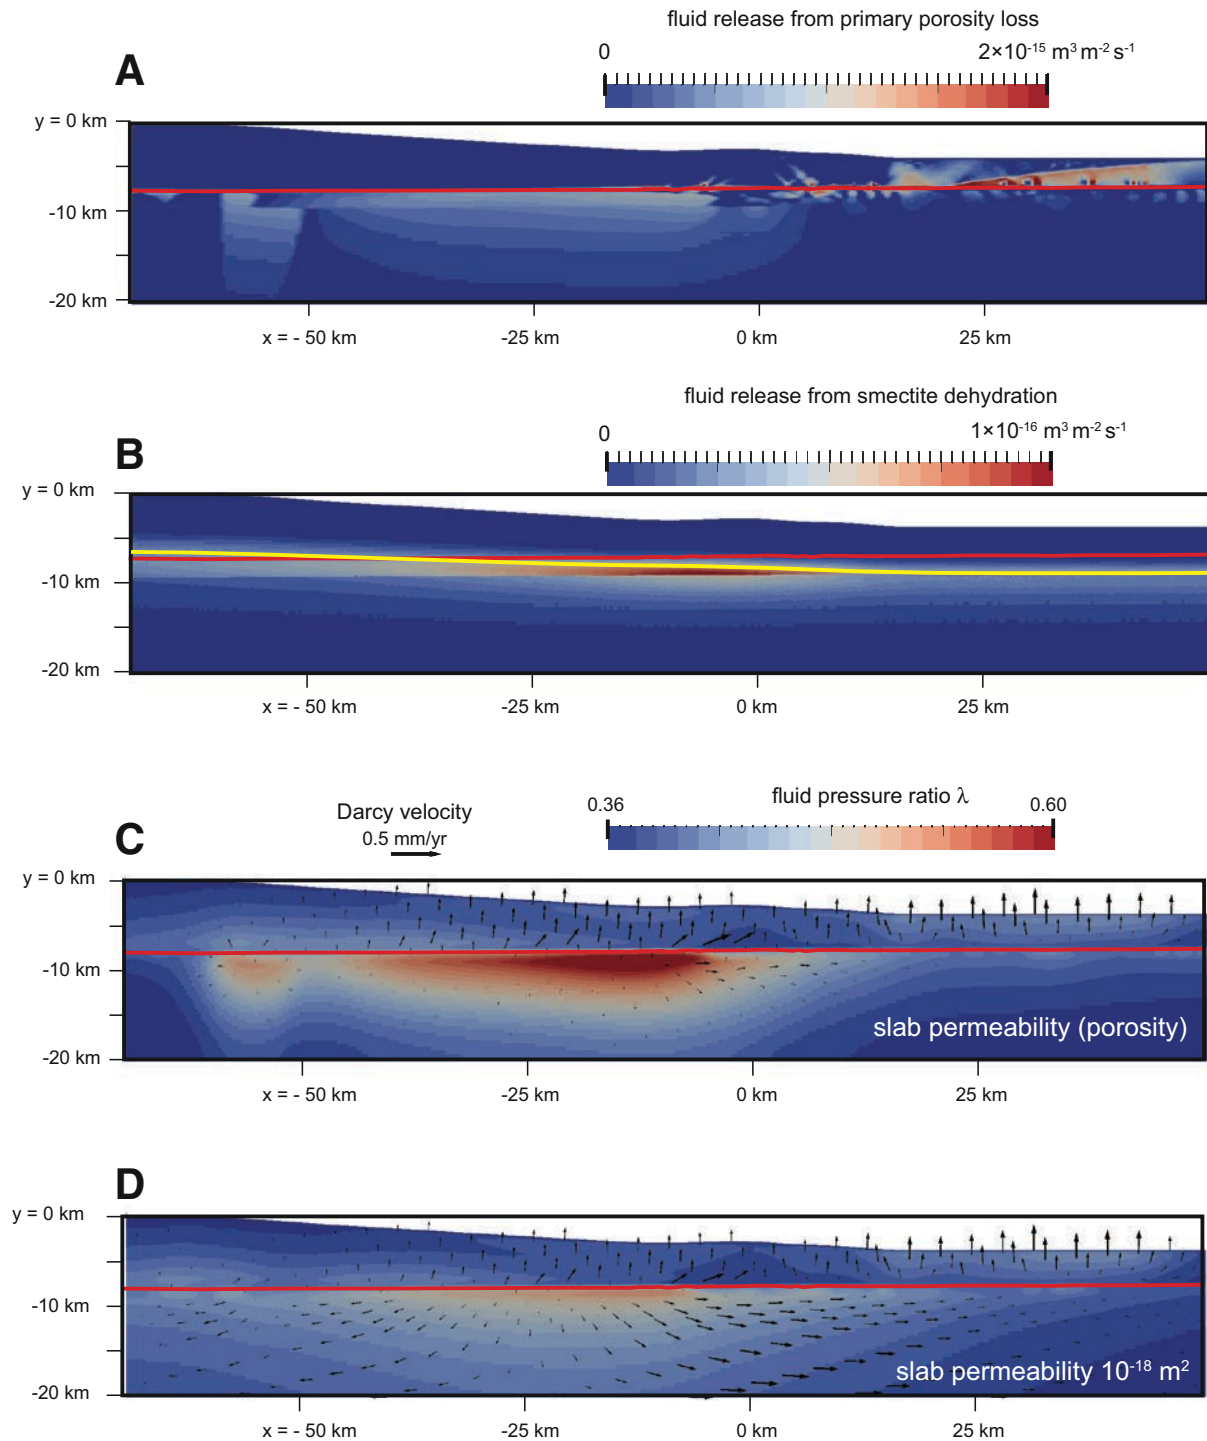 fluid release from primary porosity loss
0 2×10⁻¹⁵ m³ m⁻² s⁻¹
A
y = 0 km
-10 km
-20 km
x = - 50 km -25 km 0 km 25 km
fluid release from smectite dehydration
0 1×10⁻¹⁶ m³ m⁻² s⁻¹
B
y = 0 km
-10 km
-20 km
x = - 50 km -25 km 0 km 25 km
Darcy velocity
0.5 mm/yr
0.36 fluid pressure ratio λ 0.60
C
y = 0 km
-10 km
slab permeability (porosity)
-20 km
x = - 50 km -25 km 0 km 25 km
D
y = 0 km
-10 km
slab permeability 10⁻¹⁸ m²
-20 km
x = - 50 km -25 km 0 km 25 km